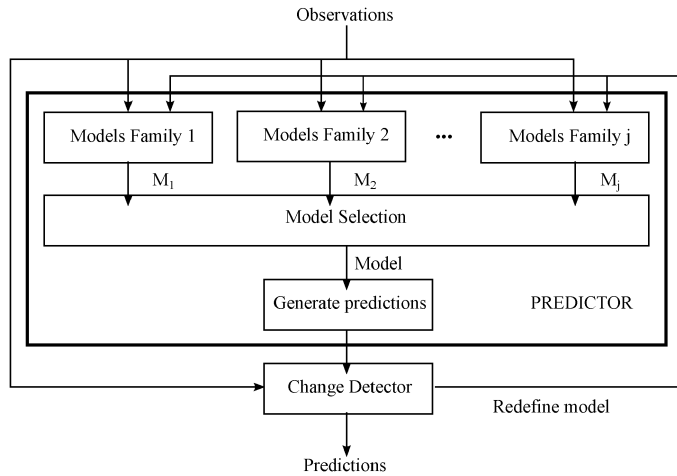 Observations
Models Family 1
Models Family 2
...
Models Family j
M1
M2
Mj
Model Selection
Model
Generate predictions
PREDICTOR
Change Detector
Redefine model
Predictions